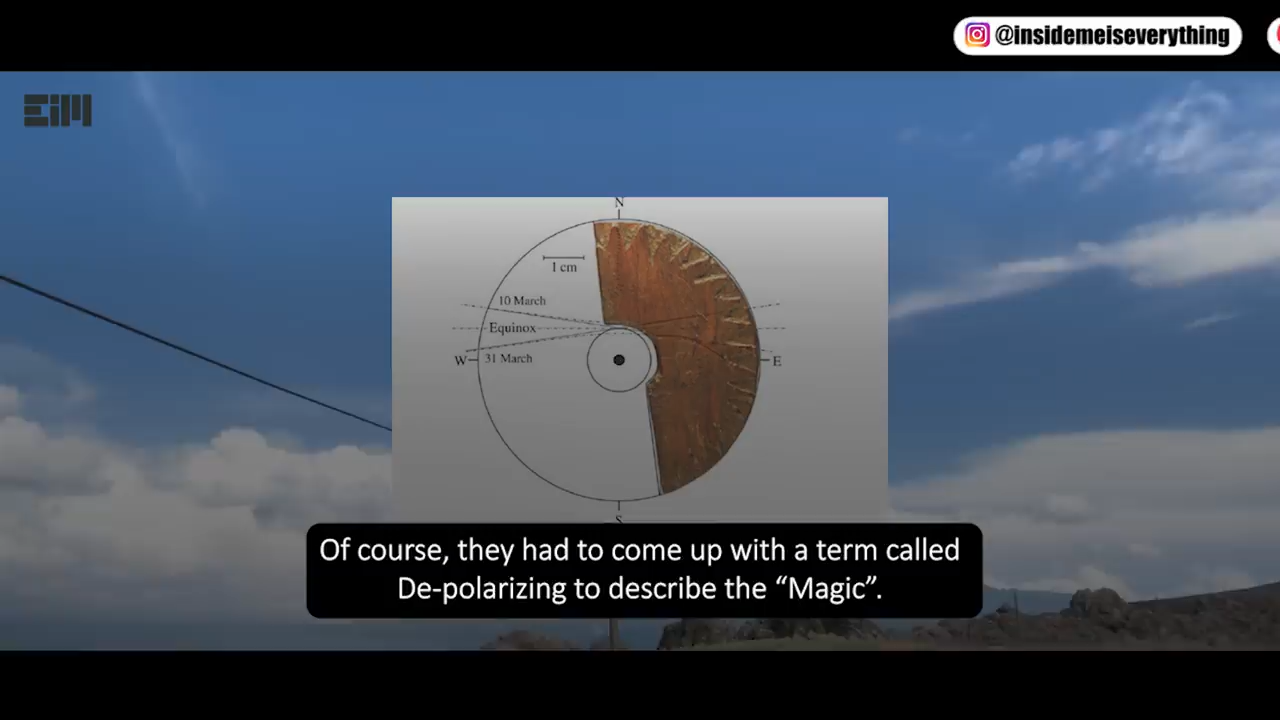 @insidemeiseverything
EiM
N
1 cm
10 March
Equinox
W
31 March
E
S
Of course, they had to come up with a term called
De-polarizing to describe the “Magic”.